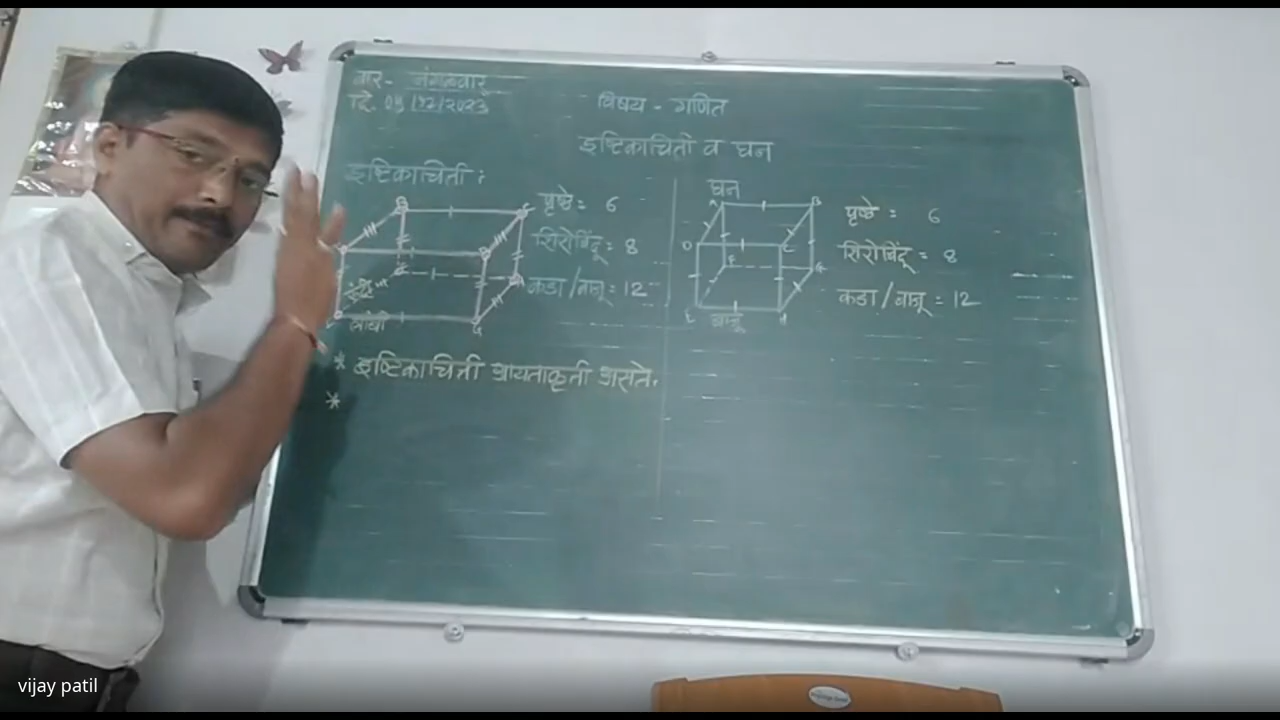 वार- मंगळवार
दि. 05/12/2023
विषय - गणित
इष्टिकाचिती व घन
इष्टिकाचिती :
पृष्ठे = 6
शिरोबिंदू = 8
कडा / बाजू = 12
लांबी
* इष्टिकाचिती आयताकृती असते.
*
घन
A B
D C
F G
E H
बाजू
पृष्ठे = 6
शिरोबिंदू = 8
कडा / बाजू = 12
vijay patil